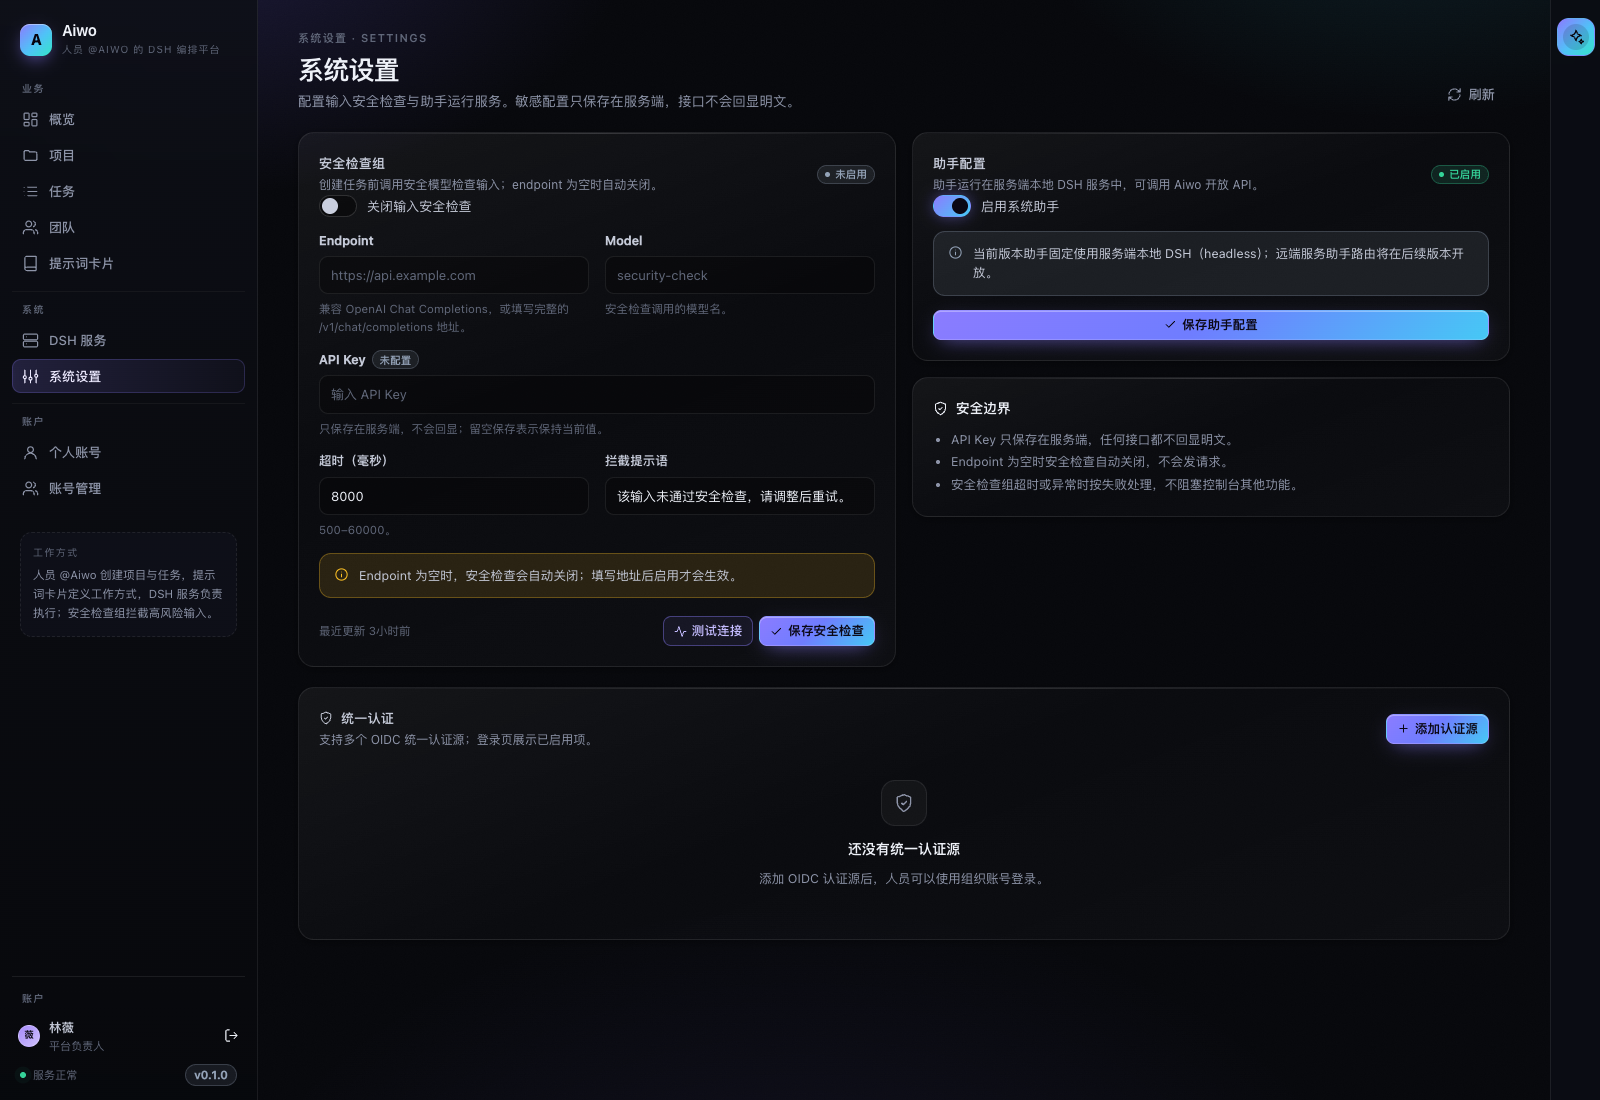 A
Aiwo
人员 @AIWO 的 DSH 编排平台
业务
概览
项目
任务
团队
提示词卡片
系统
DSH 服务
系统设置
账户
个人账号
账号管理
工作方式
人员 @Aiwo 创建项目与任务，提示
词卡片定义工作方式，DSH 服务负责
执行；安全检查组拦截高风险输入。
账户
薇
林薇
平台负责人
服务正常
v0.1.0
系统设置 · SETTINGS
系统设置
配置输入安全检查与助手运行服务。敏感配置只保存在服务端，接口不会回显明文。
刷新
安全检查组
创建任务前调用安全模型检查输入；endpoint 为空时自动关闭。
未启用
关闭输入安全检查
Endpoint
https://api.example.com
兼容 OpenAI Chat Completions，或填写完整的
/v1/chat/completions 地址。
Model
security-check
安全检查调用的模型名。
API Key
未配置
输入 API Key
只保存在服务端，不会回显；留空保存表示保持当前值。
超时（毫秒）
8000
500–60000。
拦截提示语
该输入未通过安全检查，请调整后重试。
Endpoint 为空时，安全检查会自动关闭；填写地址后启用才会生效。
最近更新 3小时前
测试连接
保存安全检查
助手配置
助手运行在服务端本地 DSH 服务中，可调用 Aiwo 开放 API。
已启用
启用系统助手
当前版本助手固定使用服务端本地 DSH（headless）；远端服务助手路由将在后续版本开
放。
保存助手配置
安全边界
• API Key 只保存在服务端，任何接口都不回显明文。
• Endpoint 为空时安全检查自动关闭，不会发请求。
• 安全检查组超时或异常时按失败处理，不阻塞控制台其他功能。
统一认证
支持多个 OIDC 统一认证源；登录页展示已启用项。
添加认证源
还没有统一认证源
添加 OIDC 认证源后，人员可以使用组织账号登录。